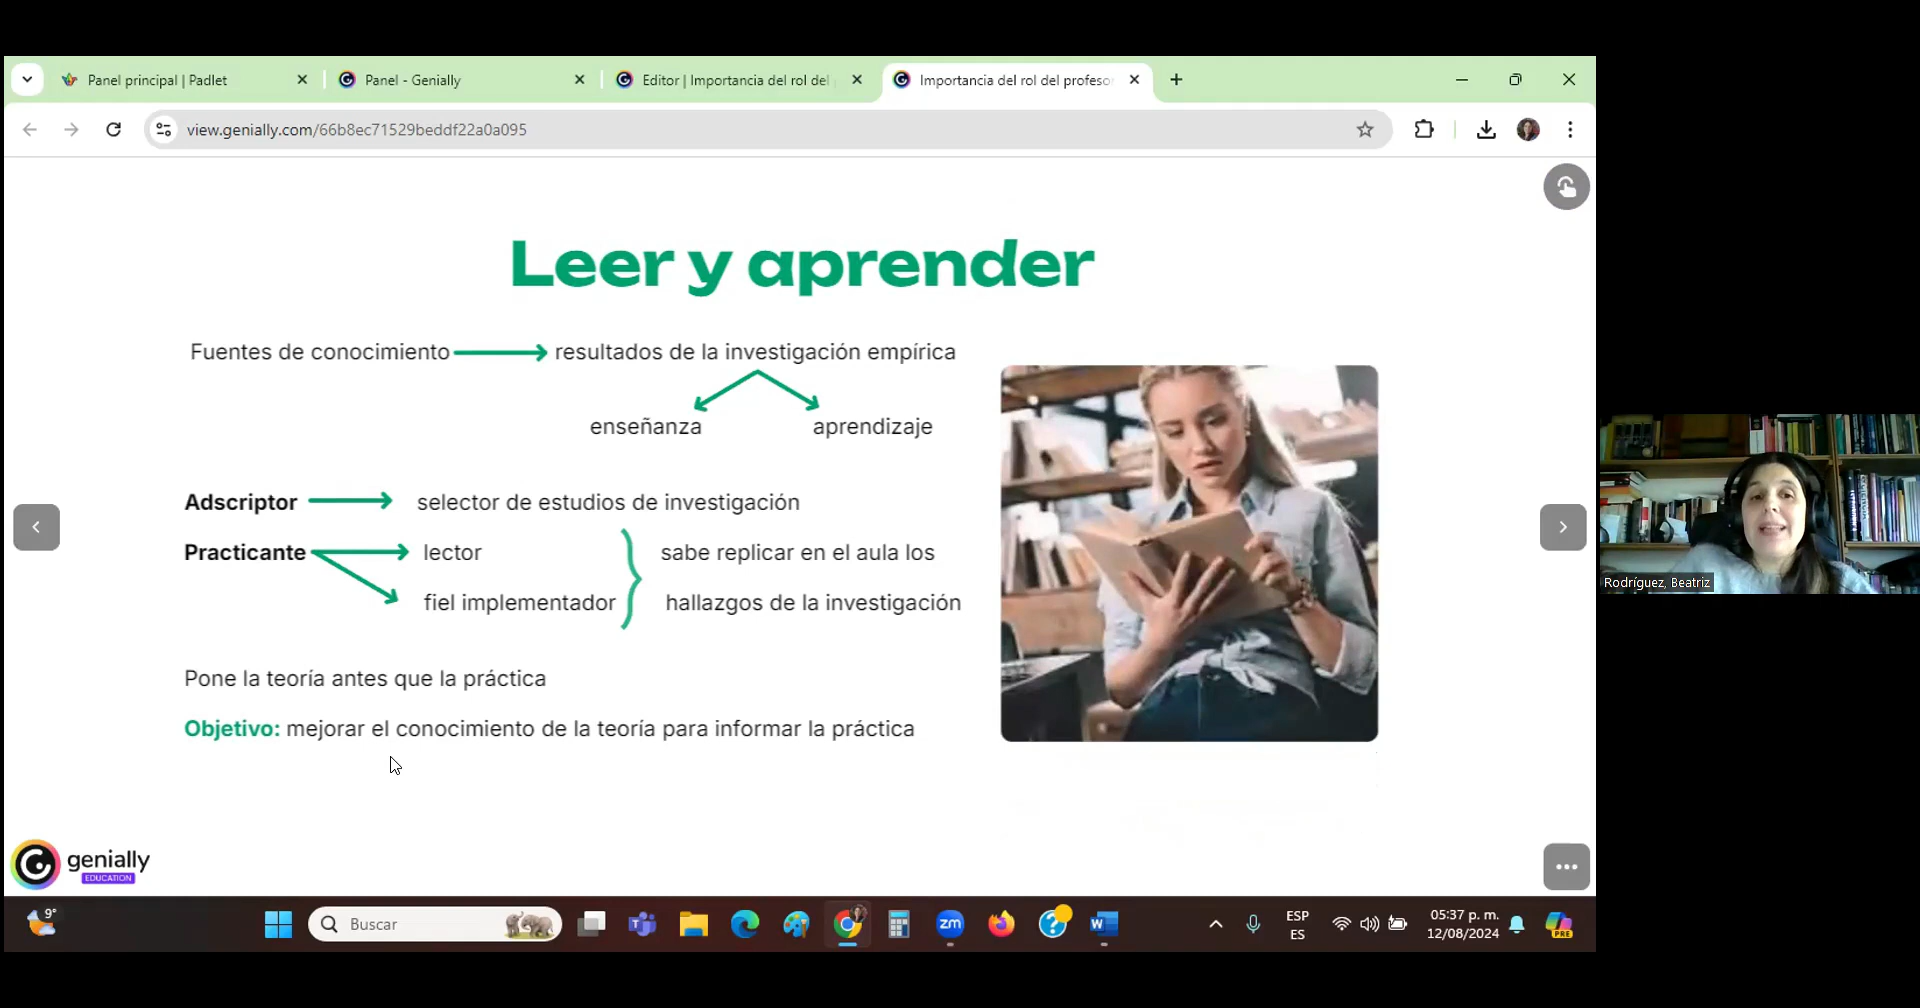 Panel principal | Padlet
Panel - Genially
Editor | Importancia del rol del
Importancia del rol del profeso
view.genially.com/66b8ec71529beddf22a0a095
Leer y aprender
Fuentes de conocimiento
resultados de la investigación empírica
enseñanza
aprendizaje
Adscriptor
selector de estudios de investigación
Practicante
lector
sabe replicar en el aula los
fiel implementador
hallazgos de la investigación
Pone la teoría antes que la práctica
Objetivo: mejorar el conocimiento de la teoría para informar la práctica
Rodríguez, Beatriz
genially
EDUCATION
9°
Buscar
zm
W
PRE
ESP
ES
05:37 p. m.
12/08/2024